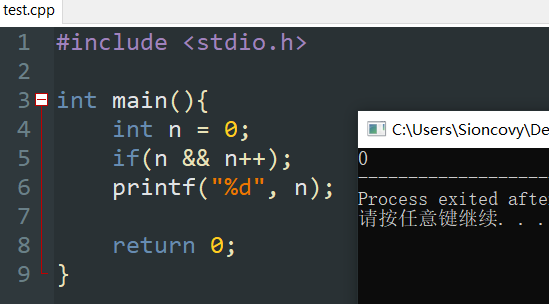 test.cpp
1 #include <stdio.h>
2
3 int main(){
4 int n = 0;
5 if(n && n++);
6 printf("%d", n);
7
8 return 0;
9 }
C:\Users\Sioncovy\De
0
--------------------
Process exited afte
请按任意键继续. . .